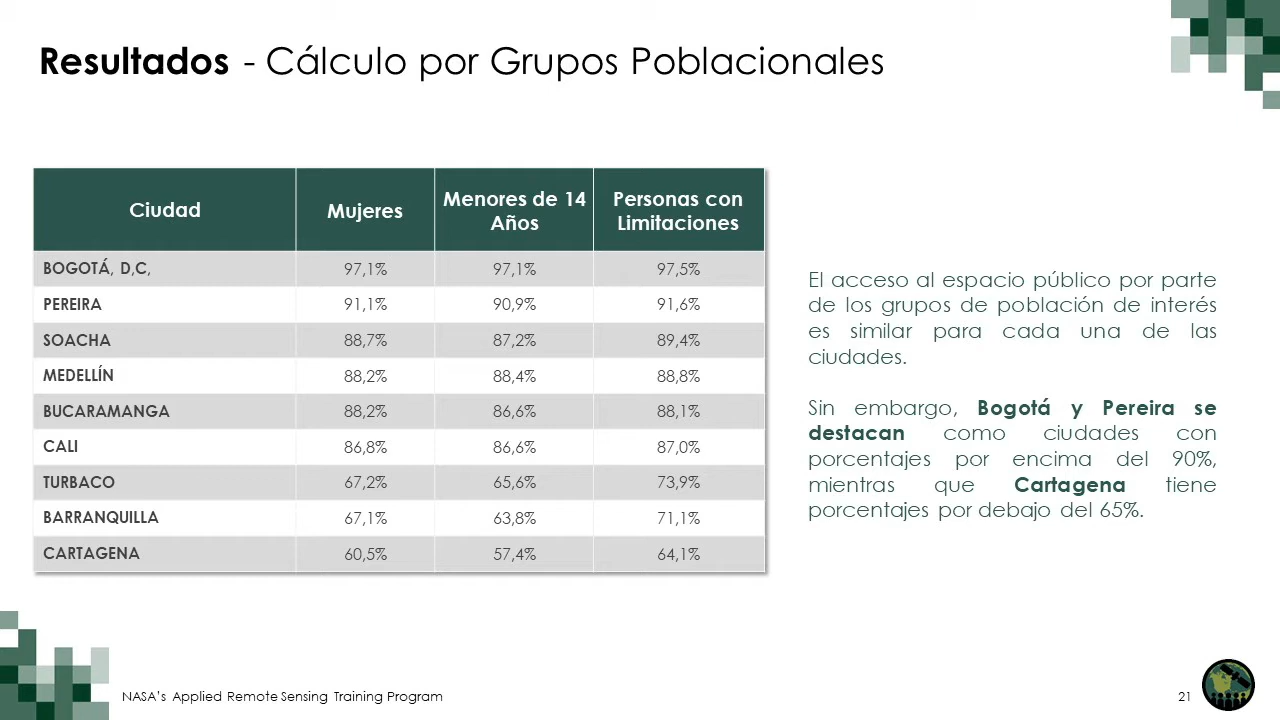 Resultados - Cálculo por Grupos Poblacionales
Ciudad Mujeres Menores de 14 Años Personas con Limitaciones
BOGOTÁ, D,C, 97,1% 97,1% 97,5%
PEREIRA 91,1% 90,9% 91,6%
SOACHA 88,7% 87,2% 89,4%
MEDELLÍN 88,2% 88,4% 88,8%
BUCARAMANGA 88,2% 86,6% 88,1%
CALI 86,8% 86,6% 87,0%
TURBACO 67,2% 65,6% 73,9%
BARRANQUILLA 67,1% 63,8% 71,1%
CARTAGENA 60,5% 57,4% 64,1%
El acceso al espacio público por parte
de los grupos de población de interés
es similar para cada una de las
ciudades.
Sin embargo, Bogotá y Pereira se
destacan como ciudades con
porcentajes por encima del 90%,
mientras que Cartagena tiene
porcentajes por debajo del 65%.
NASA's Applied Remote Sensing Training Program
21